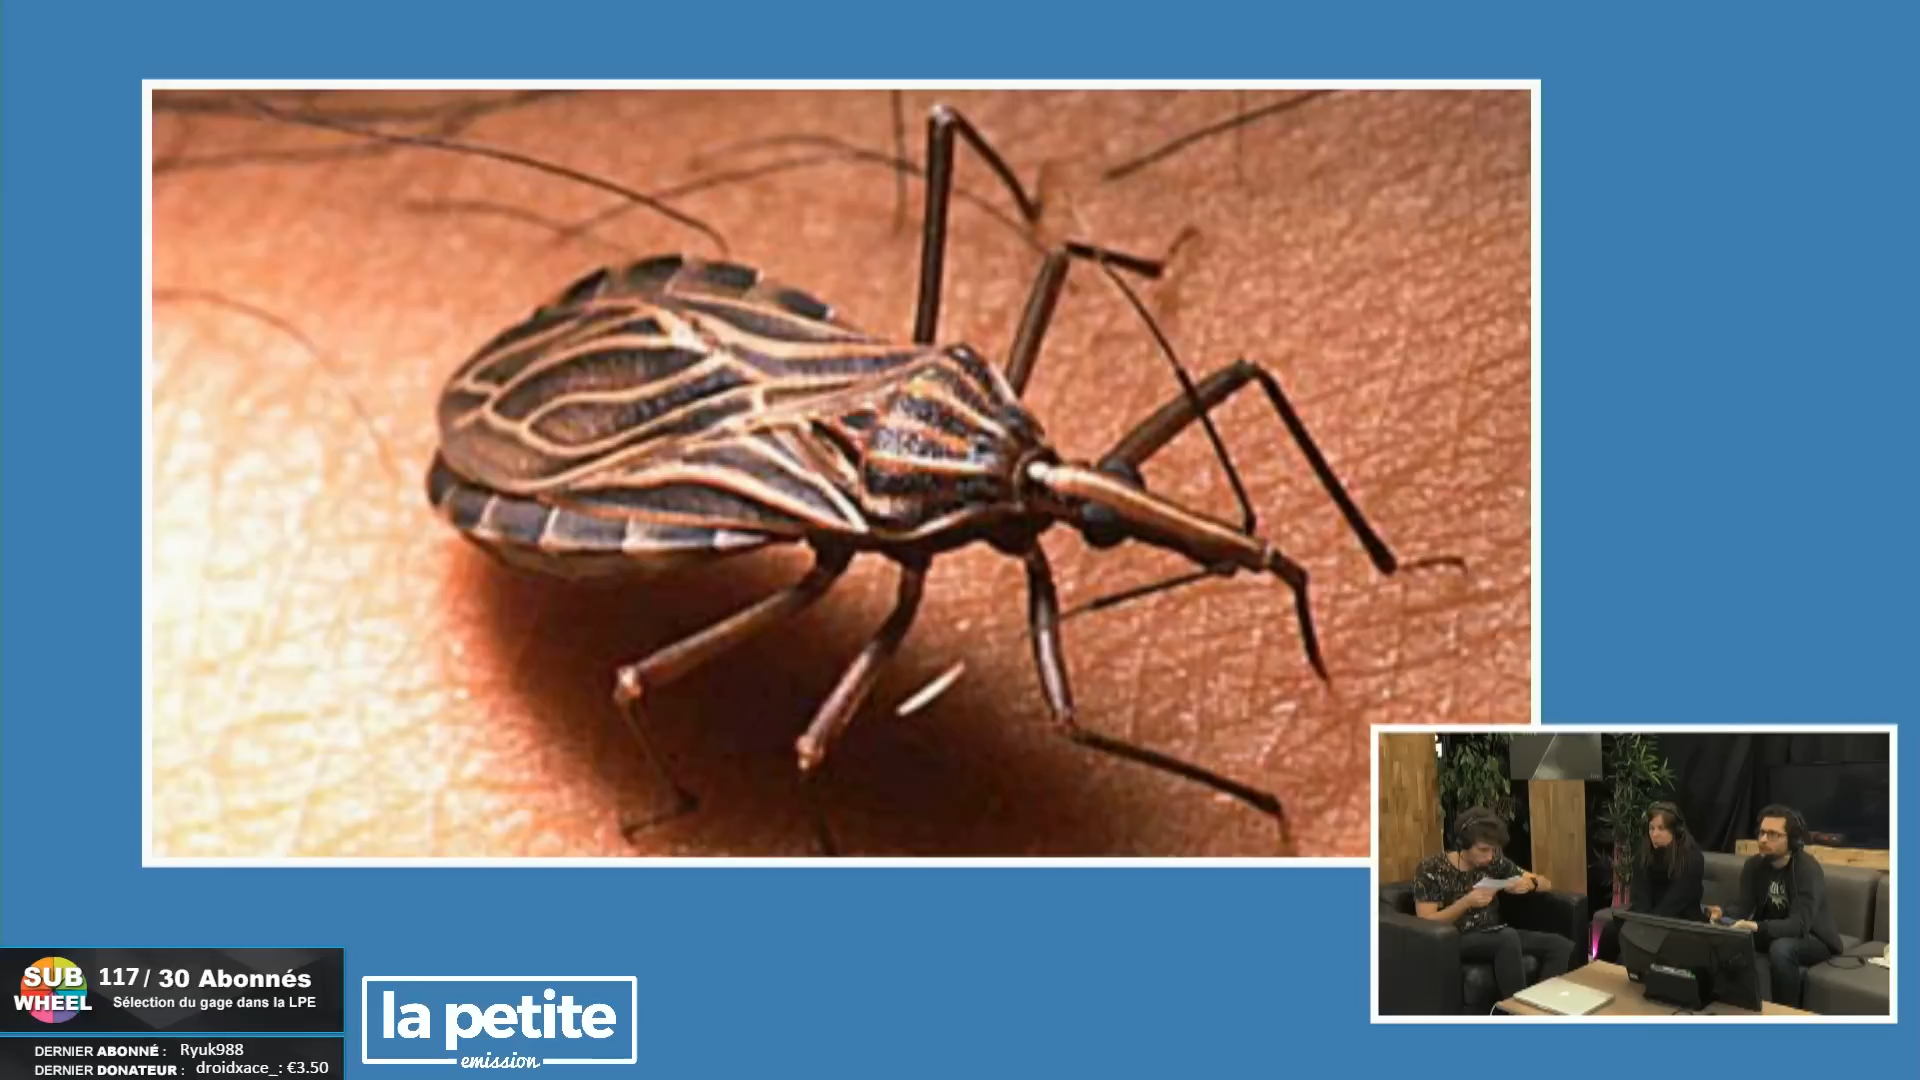 SUB
WHEEL
117 / 30 Abonnés
Sélection du gage dans la LPE
DERNIER ABONNÉ : Ryuk988
DERNIER DONATEUR : droidxace_: €3.50
la petite
emission